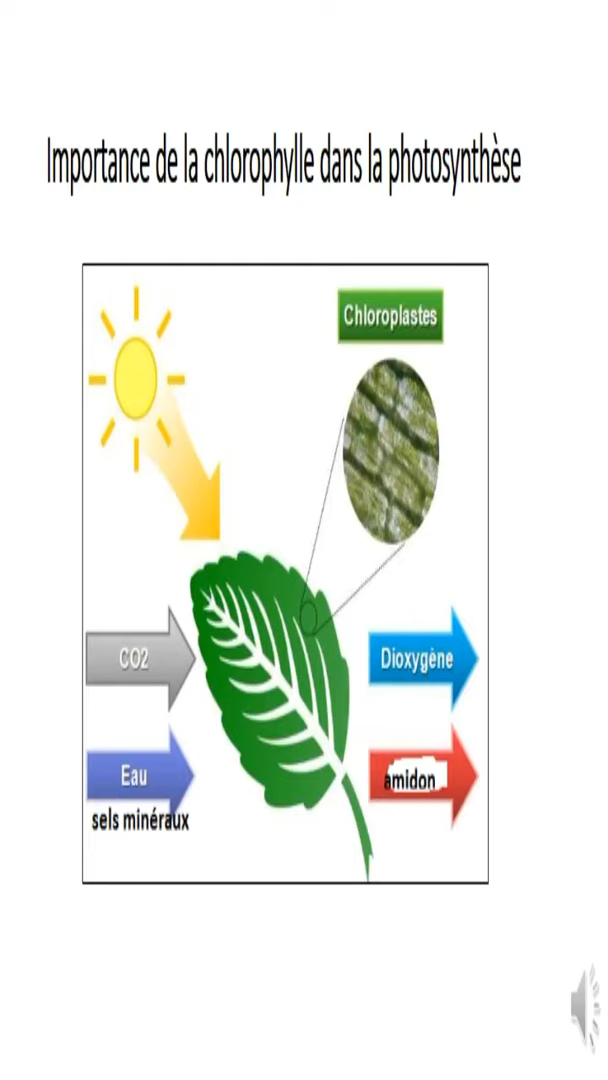 Importance de la chlorophylle dans la photosynthèse
Chloroplastes
CO2
Dioxygène
Eau
amidon
sels minéraux